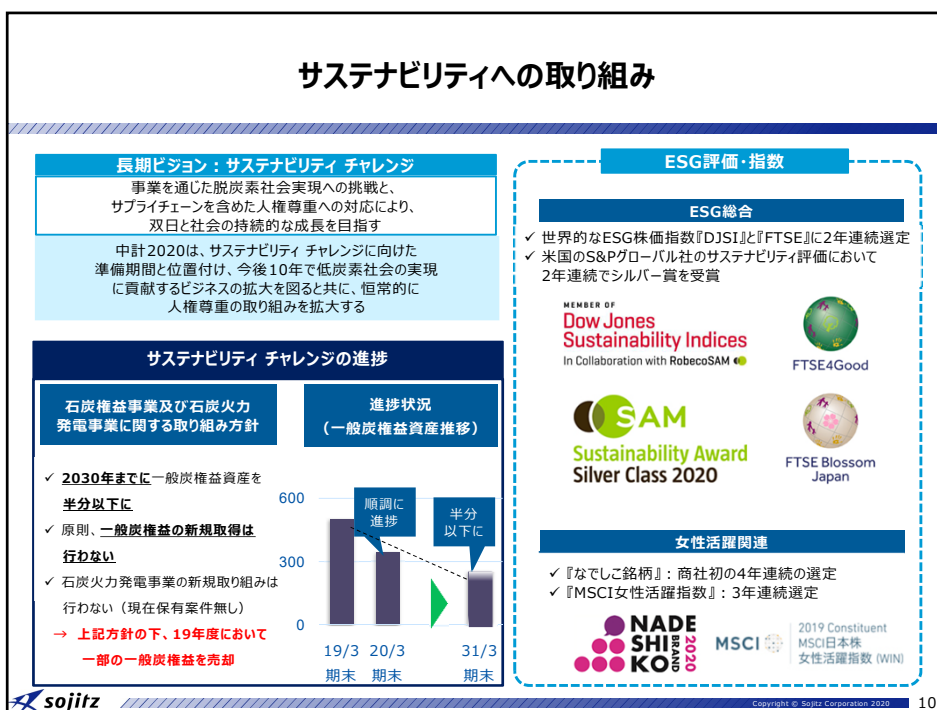 サステナビリティへの取り組み
長期ビジョン：サステナビリティ チャレンジ
事業を通じた脱炭素社会実現への挑戦と、
サプライチェーンを含めた人権尊重への対応により、
双日と社会の持続的な成長を目指す
中計2020は、サステナビリティ チャレンジに向けた
準備期間と位置付け、今後10年で低炭素社会の実現
に貢献するビジネスの拡大を図ると共に、恒常的に
人権尊重の取り組みを拡大する
サステナビリティ チャレンジの進捗
石炭権益事業及び石炭火力
発電事業に関する取り組み方針
✓ 2030年までに一般炭権益資産を
半分以下に
✓ 原則、一般炭権益の新規取得は
行わない
✓ 石炭火力発電事業の新規取り組みは
行わない（現在保有案件無し）
→ 上記方針の下、19年度において
一部の一般炭権益を売却
進捗状況
（一般炭権益資産推移）
600
300
0
順調に
進捗
半分
以下に
19/3 20/3 31/3
期末 期末 期末
ESG評価・指数
ESG総合
✓ 世界的なESG株価指数『DJSI』と『FTSE』に2年連続選定
✓ 米国のS&Pグローバル社のサステナビリティ評価において
2年連続でシルバー賞を受賞
MEMBER OF
Dow Jones
Sustainability Indices
In Collaboration with RobecoSAM
FTSE4Good
SAM
Sustainability Award
Silver Class 2020
FTSE Blossom
Japan
女性活躍関連
✓ 『なでしこ銘柄』：商社初の4年連続の選定
✓ 『MSCI女性活躍指数』：3年連続選定
NADE
SHI
KO
BRAND
2020
MSCI
2019 Constituent
MSCI日本株
女性活躍指数 (WIN)
sojitz
Copyright © Sojitz Corporation 2020
10